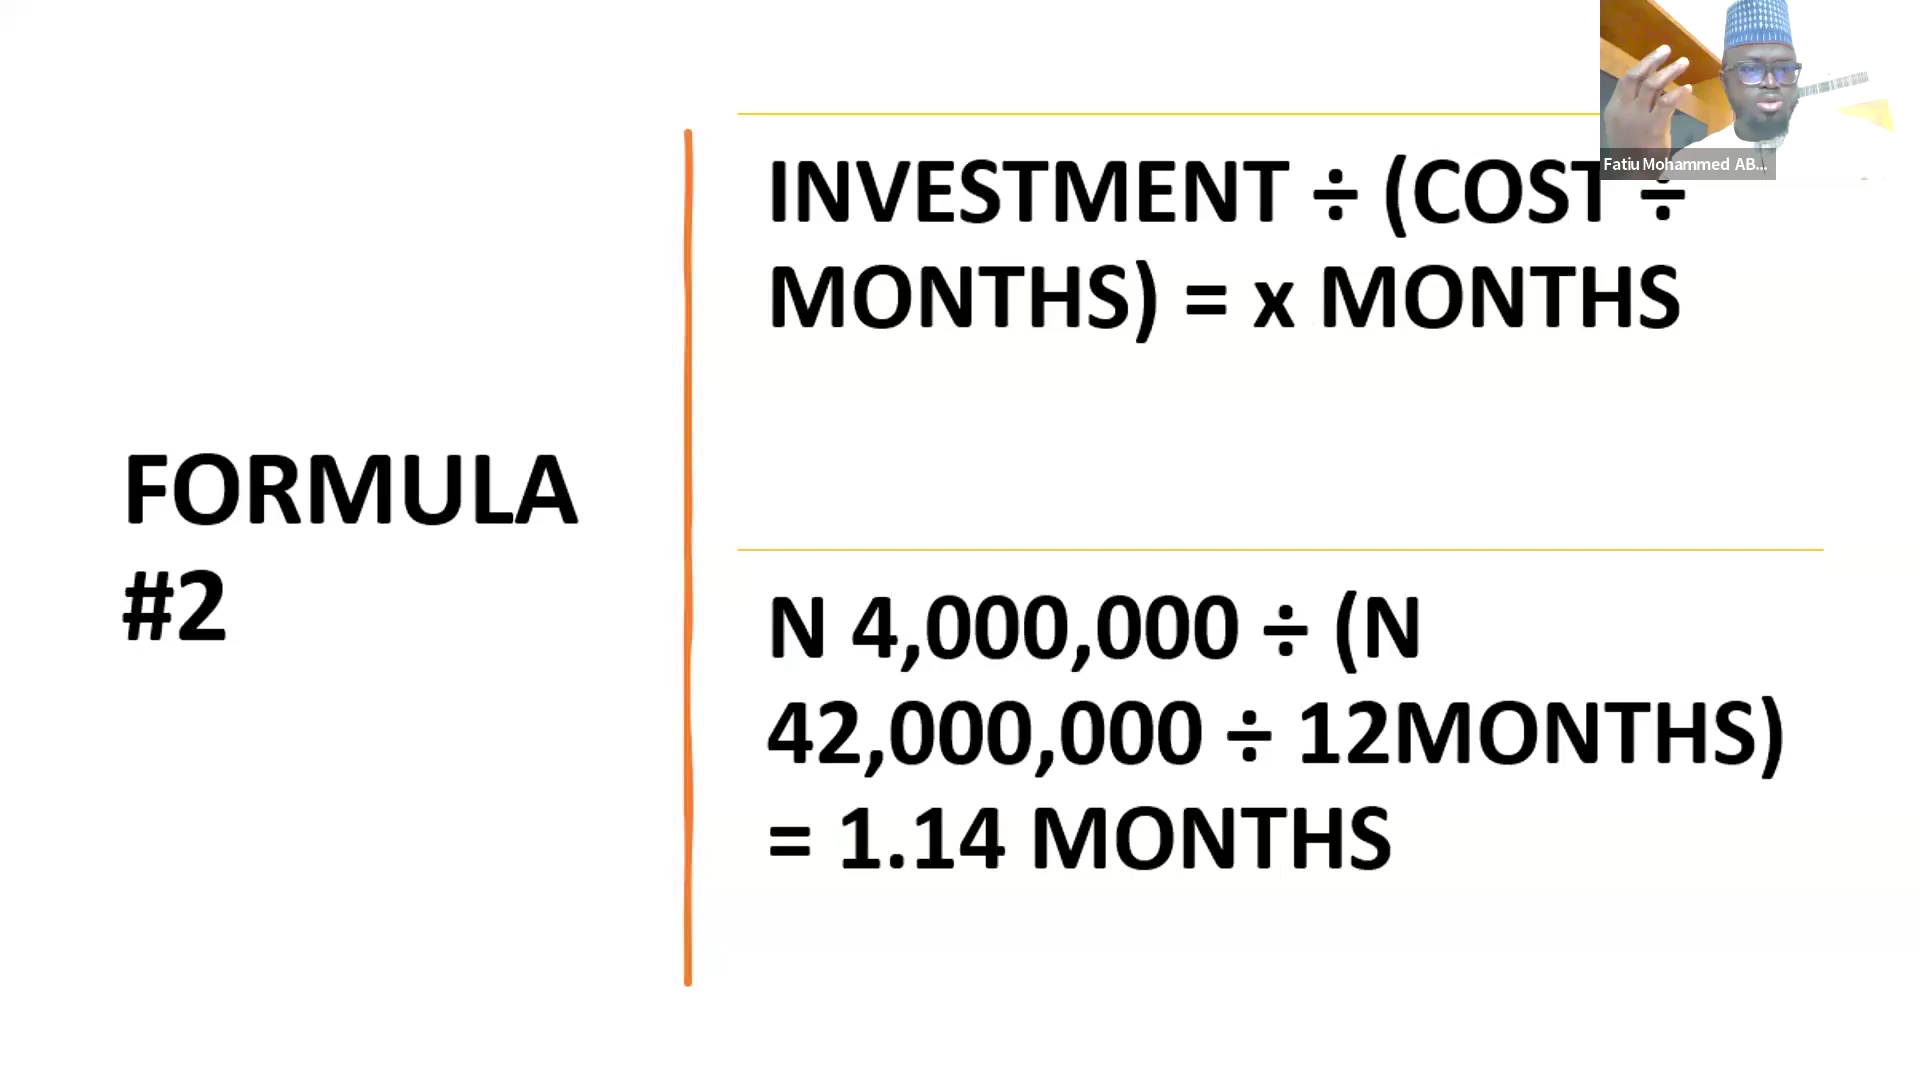 FORMULA
#2
INVESTMENT ÷ (COST ÷
MONTHS) = x MONTHS
N 4,000,000 ÷ (N
42,000,000 ÷ 12MONTHS)
= 1.14 MONTHS
Fatiu Mohammed AB...